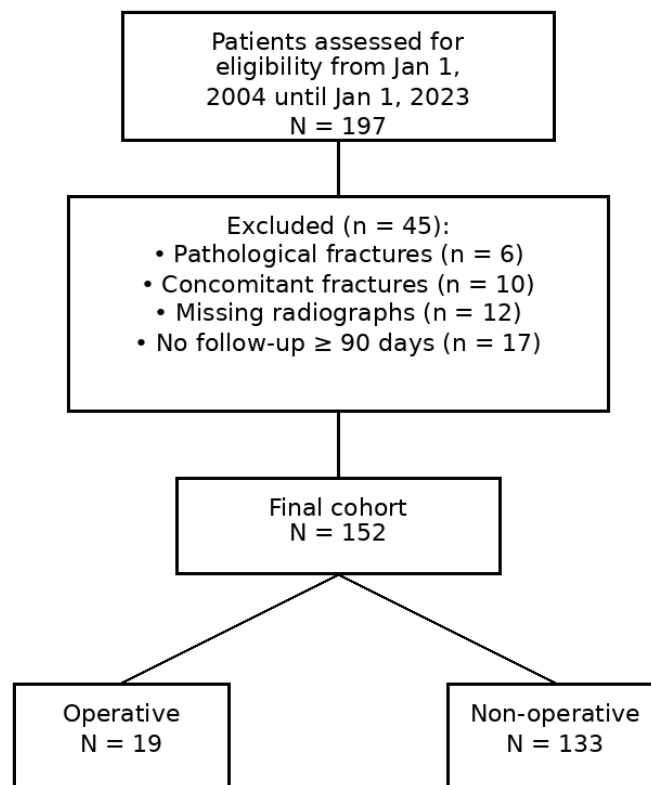 Patients assessed for
eligibility from Jan 1,
2004 until Jan 1, 2023
N = 197
Excluded (n = 45):
• Pathological fractures (n = 6)
• Concomitant fractures (n = 10)
• Missing radiographs (n = 12)
• No follow-up ≥ 90 days (n = 17)
Final cohort
N = 152
Operative
N = 19
Non-operative
N = 133